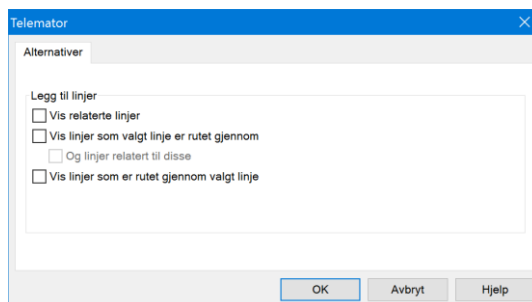 Telemator
Alternativer
Legg til linjer
Vis relaterte linjer
Vis linjer som valgt linje er rutet gjennom
Og linjer relatert til disse
Vis linjer som er rutet gjennom valgt linje
OK
Avbryt
Hjelp